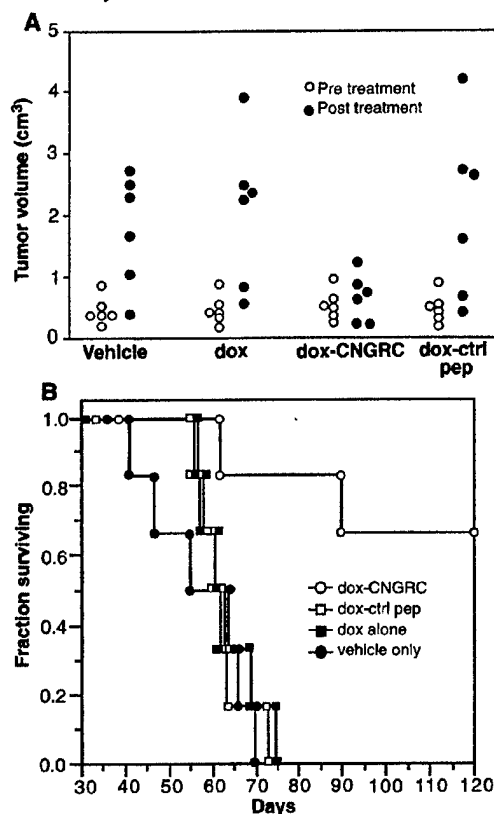 A
5
4
3
2
1
0
Tumor volume (cm³)
Pre treatment
Post treatment
Vehicle
dox
dox-CNGRC
dox-ctrl
pep
B
1.0
0.8
0.6
0.4
0.2
0.0
Fraction surviving
dox-CNGRC
dox-ctrl pep
dox alone
vehicle only
30 40 50 60 70 80 90 100 110 120
Days